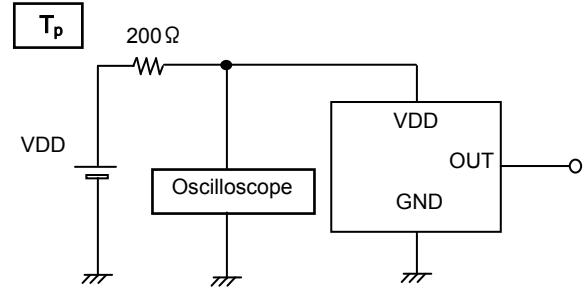 Tp
200Ω
VDD
VDD
OUT
Oscilloscope
GND